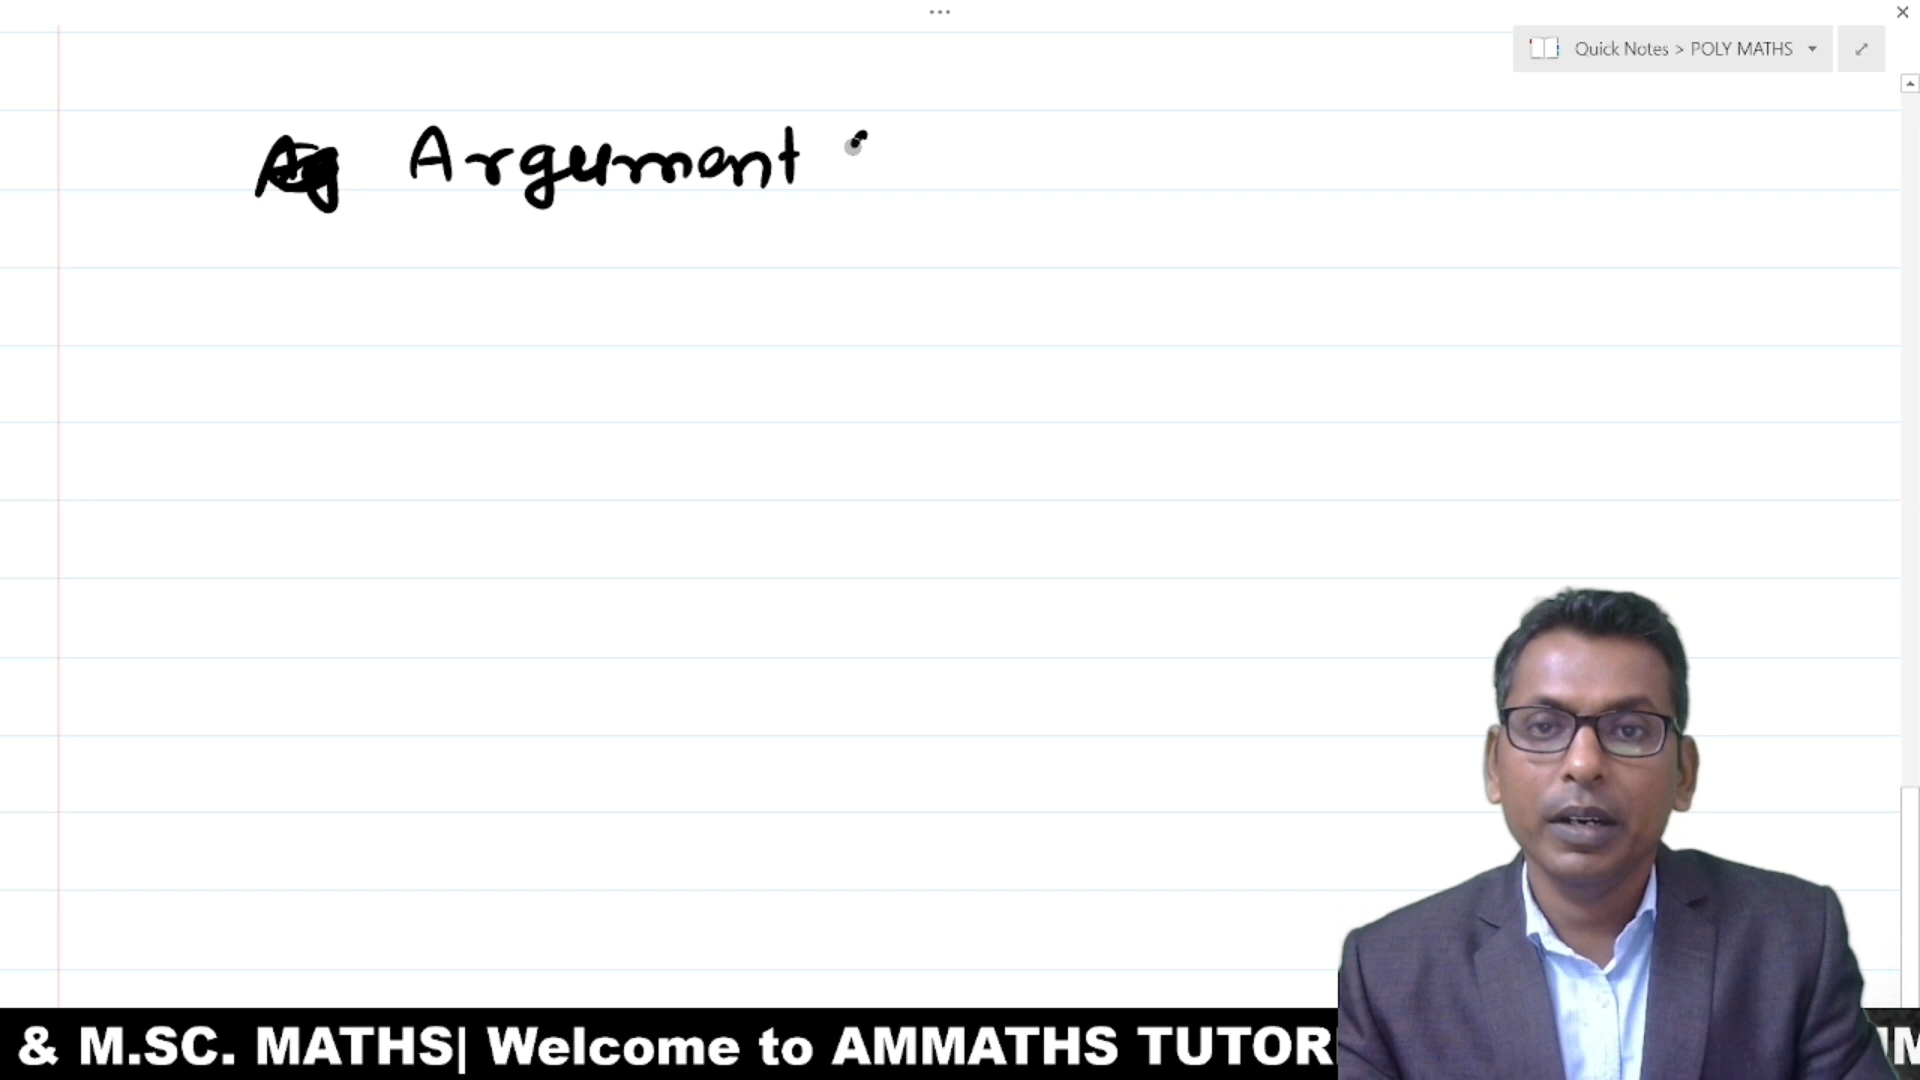 Quick Notes > POLY MATHS
Argument
& M.SC. MATHS| Welcome to AMMATHS TUTOR